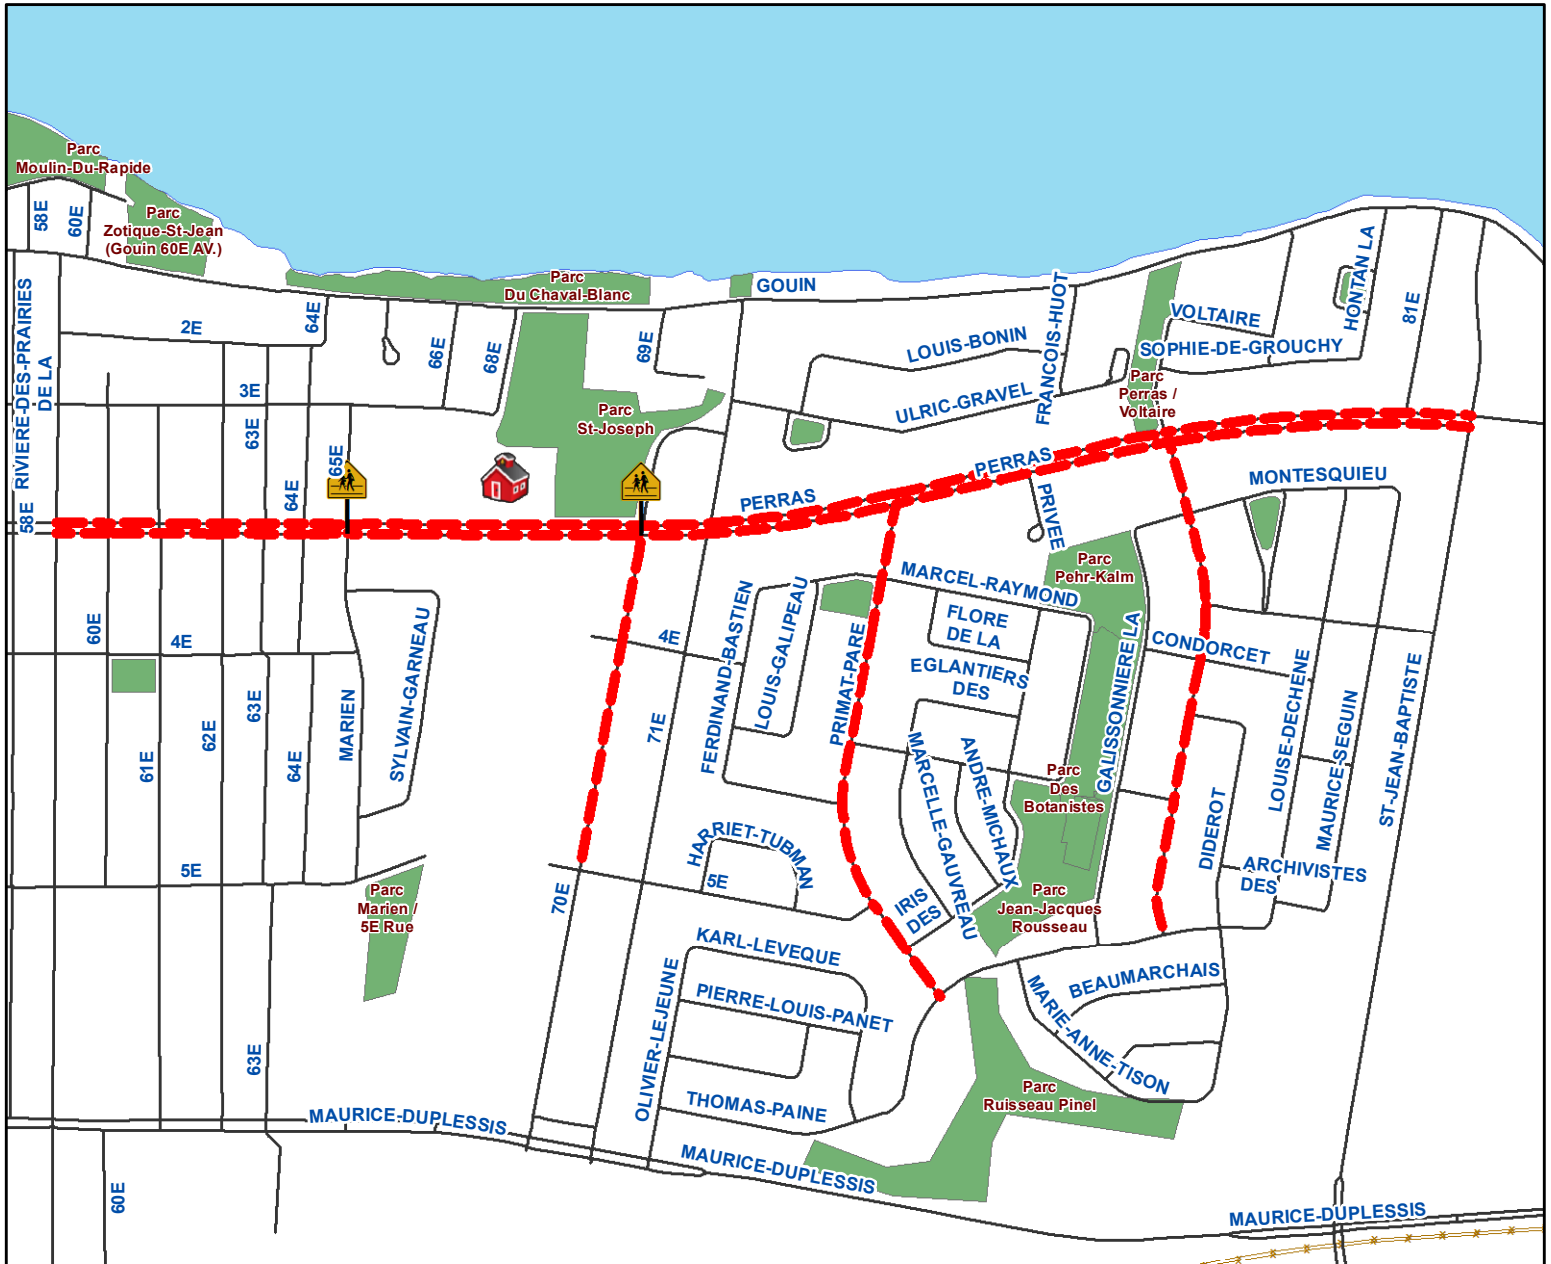 Parc
Moulin-Du-Rapide
58E
60E
Parc
Zotique-St-Jean
(Gouin 60E AV.)
Parc
Du Chaval-Blanc
GOUIN
RIVIERE-DES-PRAIRIES
DE LA
2E
64E
66E
68E
69E
FRANCOIS-HUOT
LOUIS-BONIN
ULRIC-GRAVEL
VOLTAIRE
SOPHIE-DE-GROUCHY
HONTAN LA
81E
Parc
Perras /
Voltaire
3E
63E
65E
64E
58E
Parc
St-Joseph
PERRAS
PERRAS
PRIVEE
MONTESQUIEU
Parc
Pehr-Kalm
MARCEL-RAYMOND
FLORE
DE LA
EGLANTIERS
DES
GALISSONNIERE LA
CONDORCET
60E
4E
63E
62E
61E
64E
MARIEN
SYLVAIN-GARNEAU
4E
71E
FERDINAND-BASTIEN
LOUIS-GALIPEAU
PRIMAT-PARE
MARCELLE-GAUVREAU
ANDRE-MICHAUX
Parc
Des
Botanistes
DIDEROT
LOUISE-DECHENE
MAURICE-SEGUIN
ST-JEAN-BAPTISTE
ARCHIVISTES
DES
5E
Parc
Marien /
5E Rue
70E
HARRIET-TUBMAN
5E
IRIS
DES
Parc
Jean-Jacques
Rousseau
KARL-LEVEQUE
PIERRE-LOUIS-PANET
OLIVIER-LEJEUNE
THOMAS-PAINE
BEAUMARCHAIS
MARIE-ANNE-TISON
Parc
Ruisseau Pinel
63E
MAURICE-DUPLESSIS
MAURICE-DUPLESSIS
60E
MAURICE-DUPLESSIS